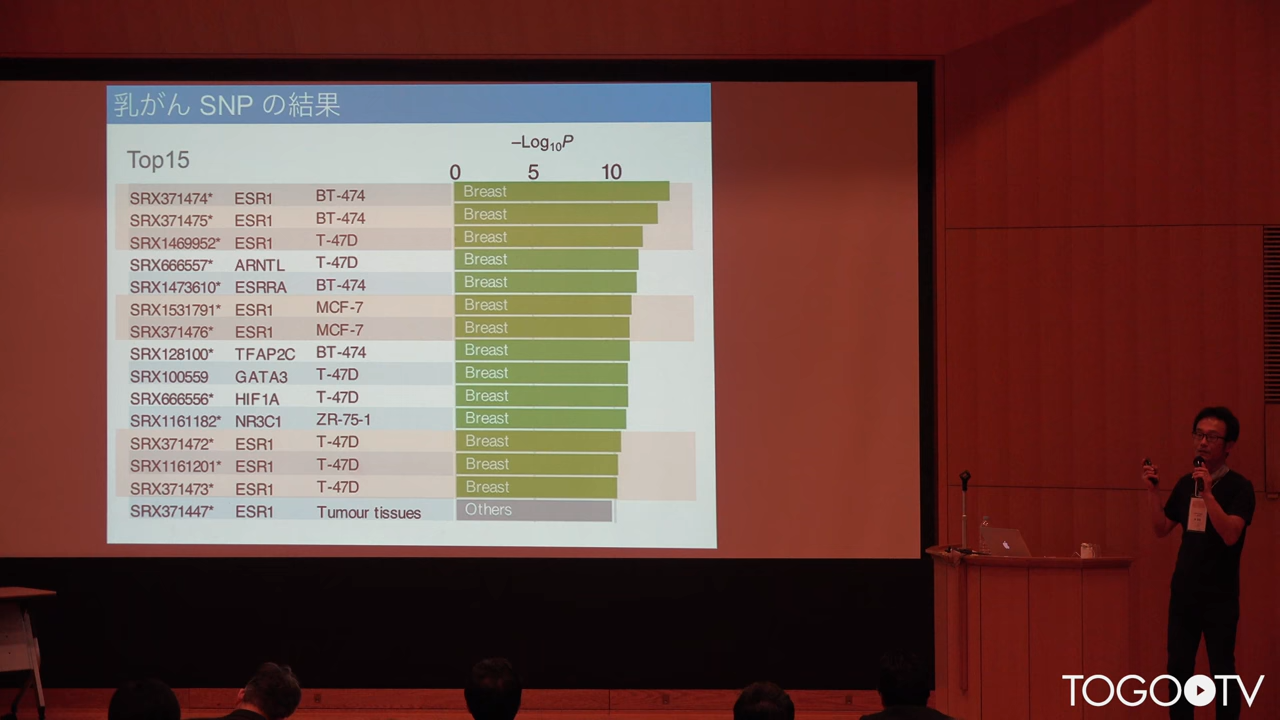 乳がん SNP の結果
–Log10P
Top15
0 5 10
SRX371474* ESR1 BT-474 Breast
SRX371475* ESR1 BT-474 Breast
SRX1469952* ESR1 T-47D Breast
SRX666557* ARNTL T-47D Breast
SRX1473610* ESRRA BT-474 Breast
SRX1531791* ESR1 MCF-7 Breast
SRX371476* ESR1 MCF-7 Breast
SRX128100* TFAP2C BT-474 Breast
SRX100559 GATA3 T-47D Breast
SRX666556* HIF1A T-47D Breast
SRX1161182* NR3C1 ZR-75-1 Breast
SRX371472* ESR1 T-47D Breast
SRX1161201* ESR1 T-47D Breast
SRX371473* ESR1 T-47D Breast
SRX371447* ESR1 Tumour tissues Others
TOGOTV